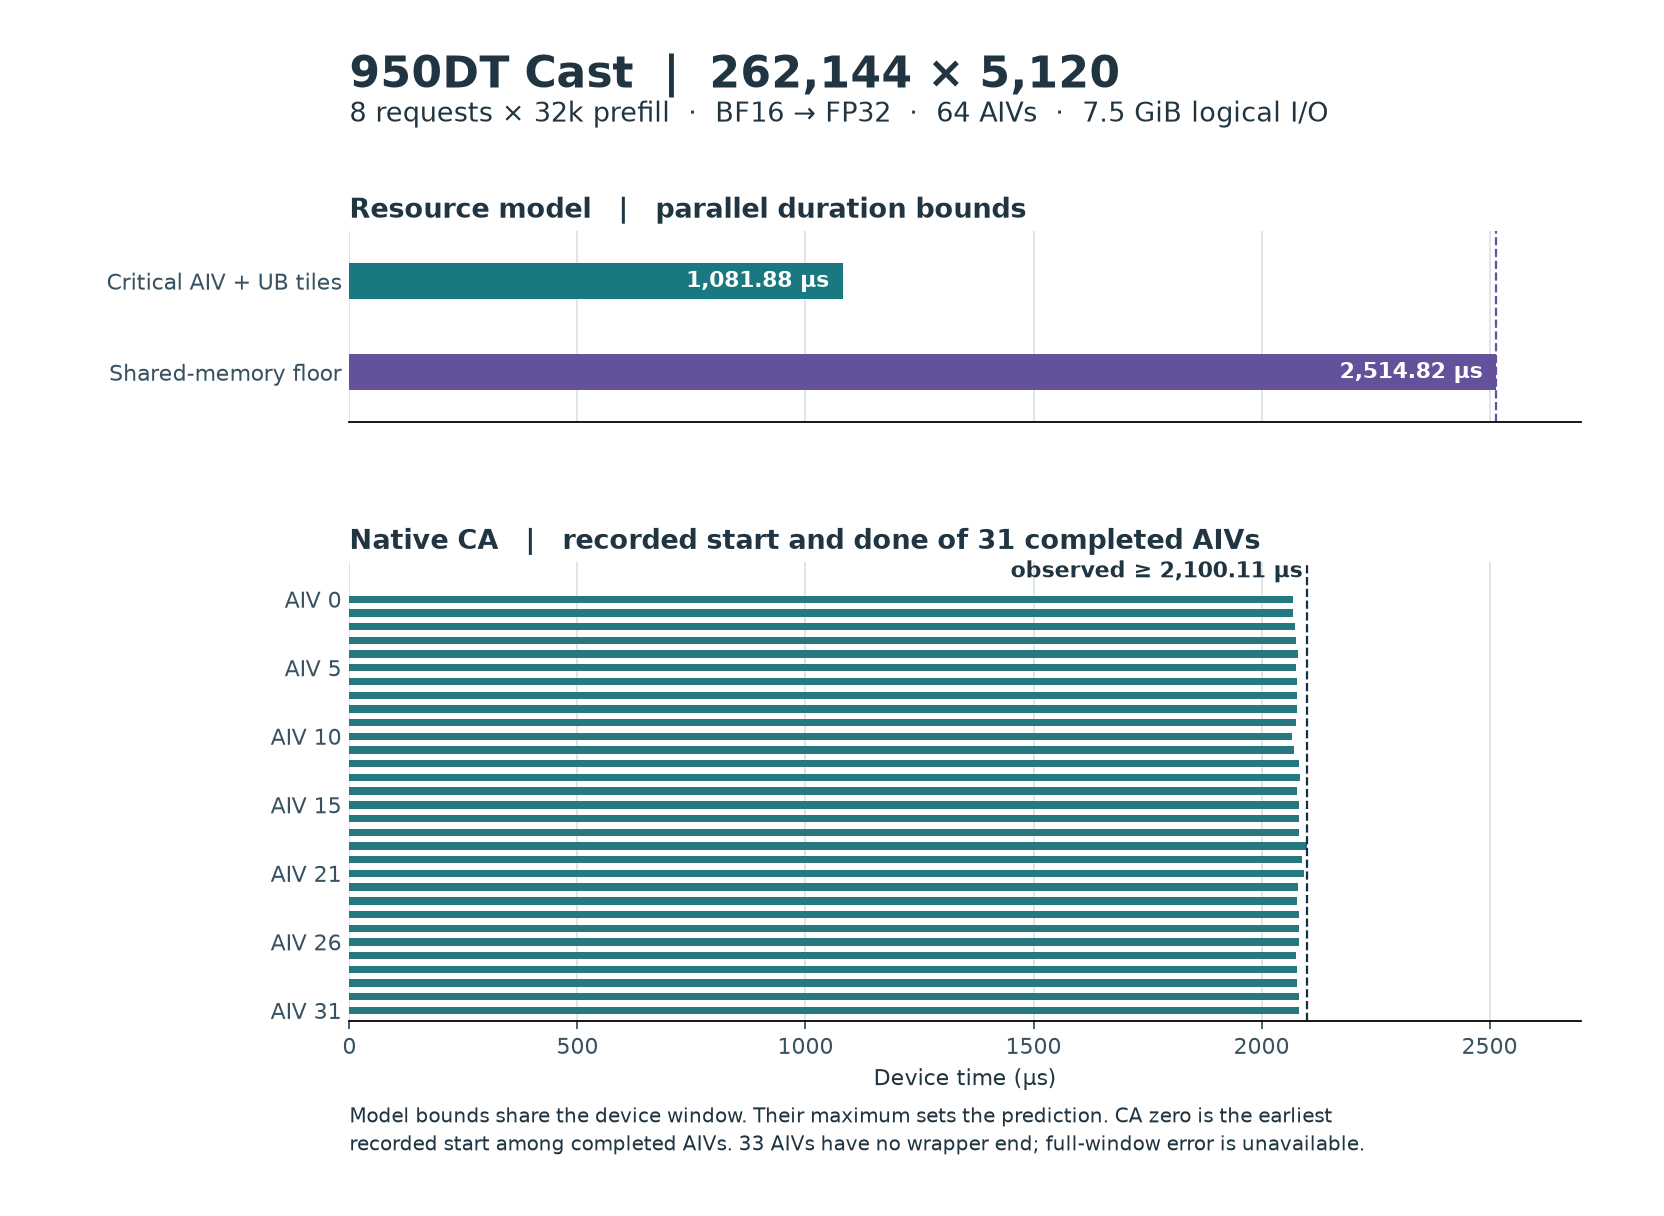 950DT Cast | 262,144 × 5,120
8 requests × 32k prefill · BF16 → FP32 · 64 AIVs · 7.5 GiB logical I/O
Resource model | parallel duration bounds
Critical AIV + UB tiles
1,081.88 µs
Shared-memory floor
2,514.82 µs
Native CA | recorded start and done of 31 completed AIVs
observed ≥ 2,100.11 µs
AIV 0
AIV 5
AIV 10
AIV 15
AIV 21
AIV 26
AIV 31
0 500 1000 1500 2000 2500
Device time (µs)
Model bounds share the device window. Their maximum sets the prediction. CA zero is the earliest
recorded start among completed AIVs. 33 AIVs have no wrapper end; full-window error is unavailable.